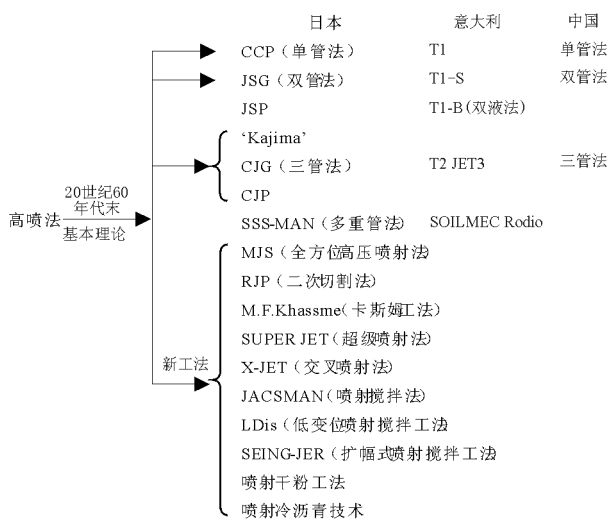 日本 意大利 中国
CCP（单管法） T1 单管法
JSG（双管法） T1-S 双管法
JSP T1-B(双液法)
‘Kajima’
CJG（三管法） T2 JET3 三管法
CJP
SSS-MAN（多重管法） SOILMEC Rodio
高喷法
20世纪60
年代末
基本理论
新工法
MJS（全方位高压喷射法
RJP（二次切割法）
M.F.Khassme(卡斯姆工法）
SUPER JET（超级喷射法）
X-JET（交叉喷射法）
JACSMAN（喷射搅拌法）
LDis（低变位喷射搅拌工法
SEING-JER（扩幅式喷射搅拌工法
喷射干粉工法
喷射冷沥青技术